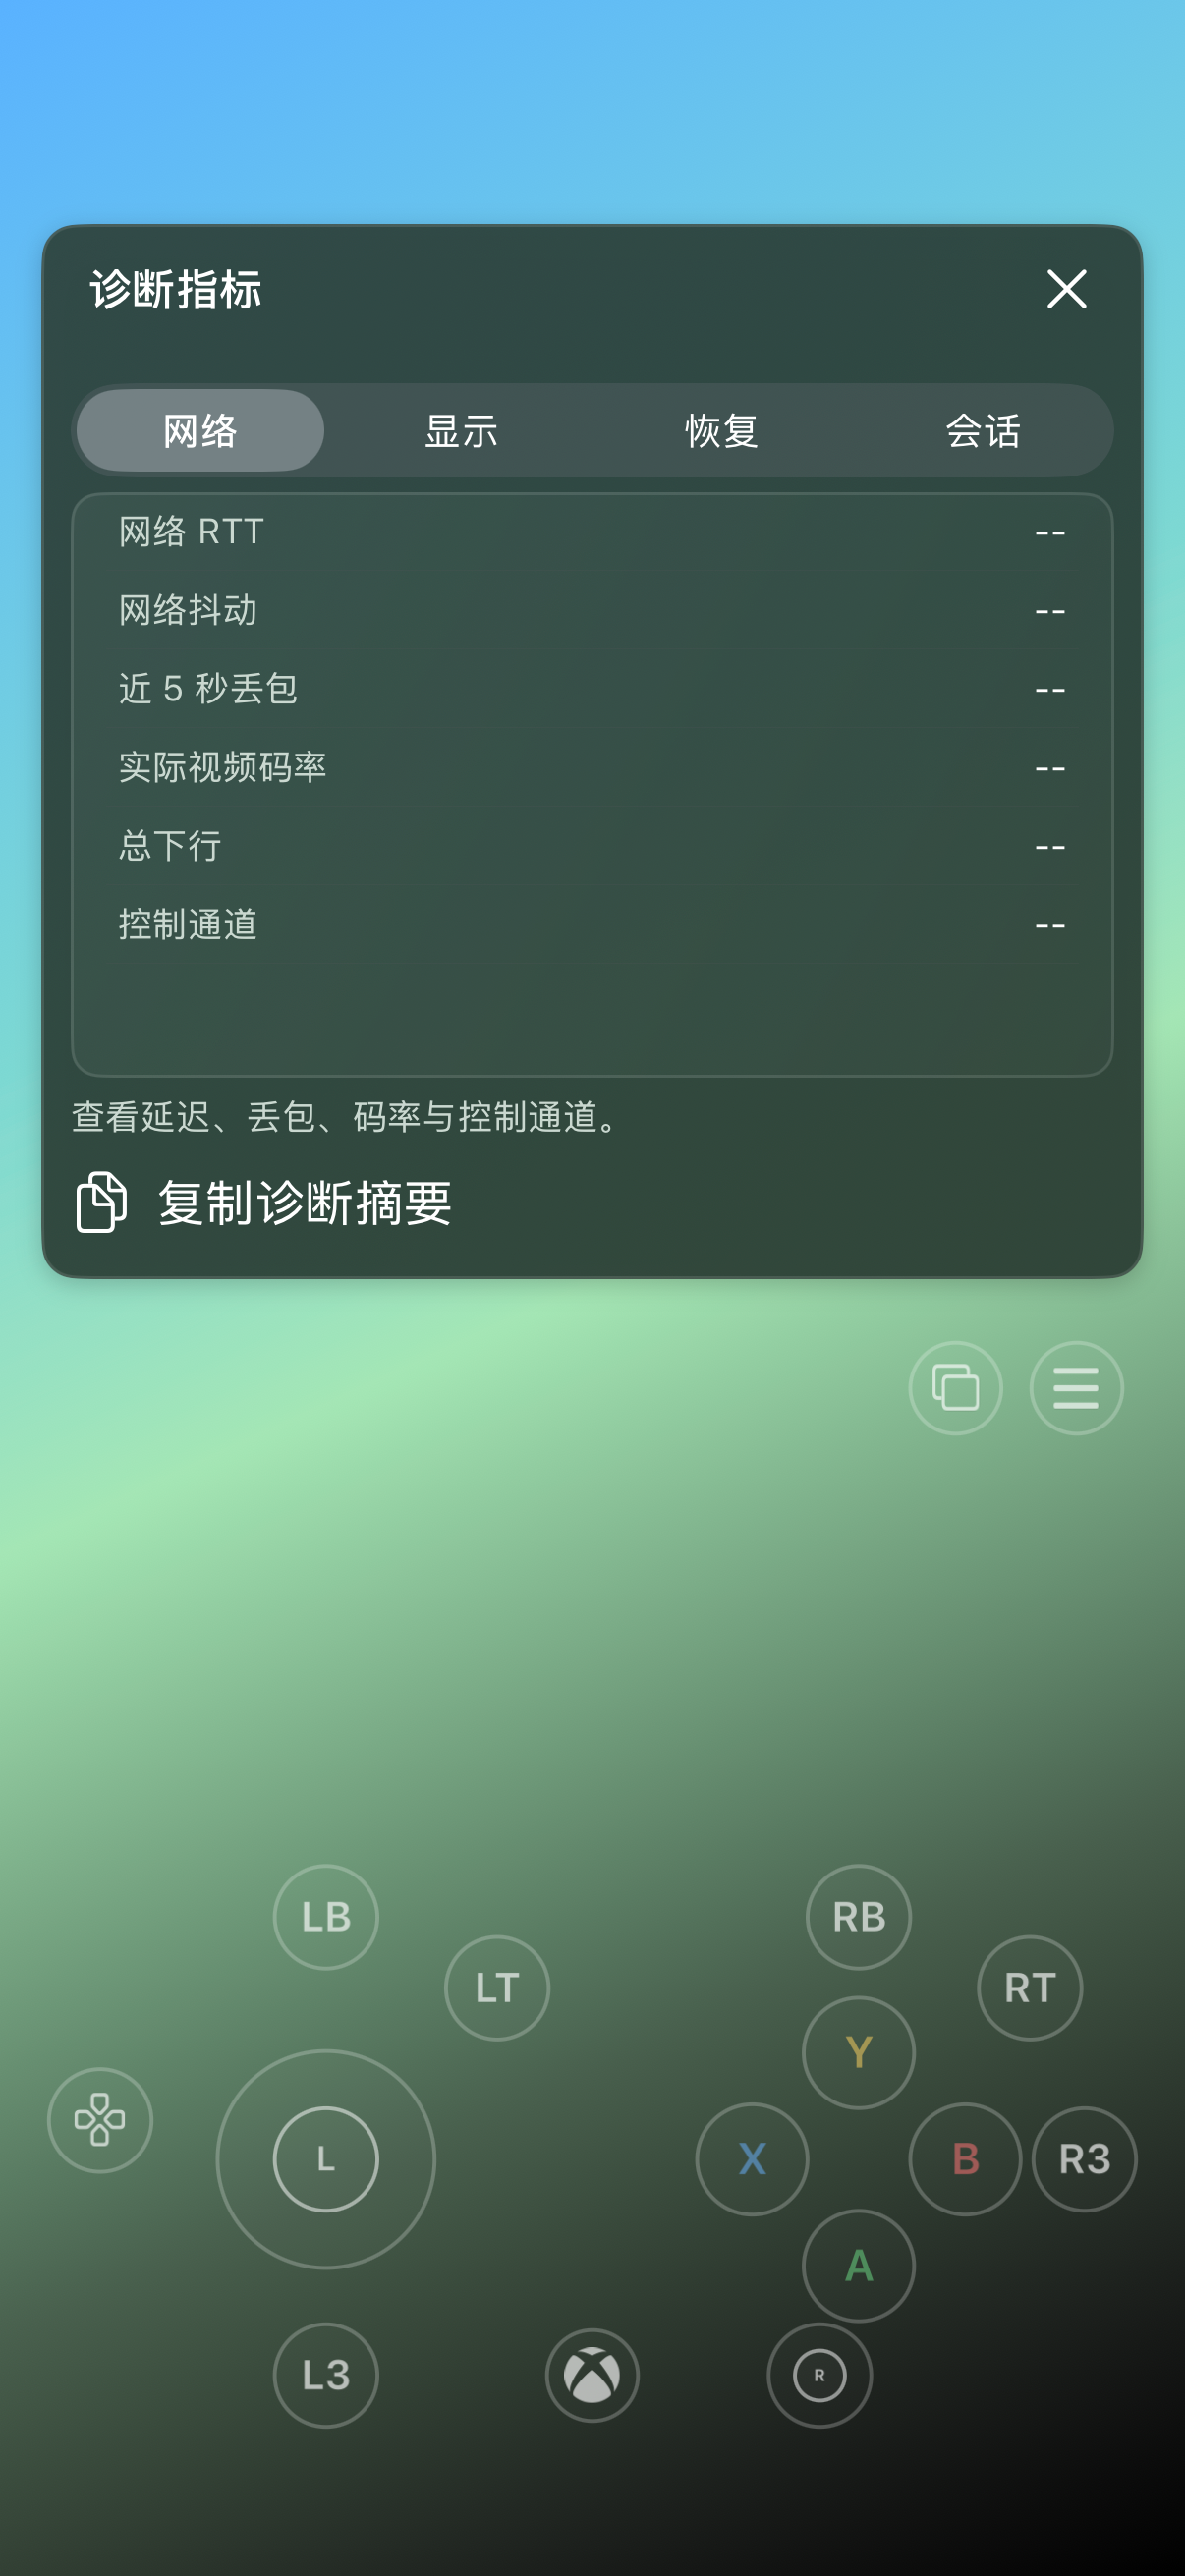 诊断指标
网络 显示 恢复 会话
网络 RTT --
网络抖动 --
近 5 秒丢包 --
实际视频码率 --
总下行 --
控制通道 --
查看延迟、丢包、码率与控制通道。
复制诊断摘要
LB RB
LT RT
Y
L X B R3
A
L3 R